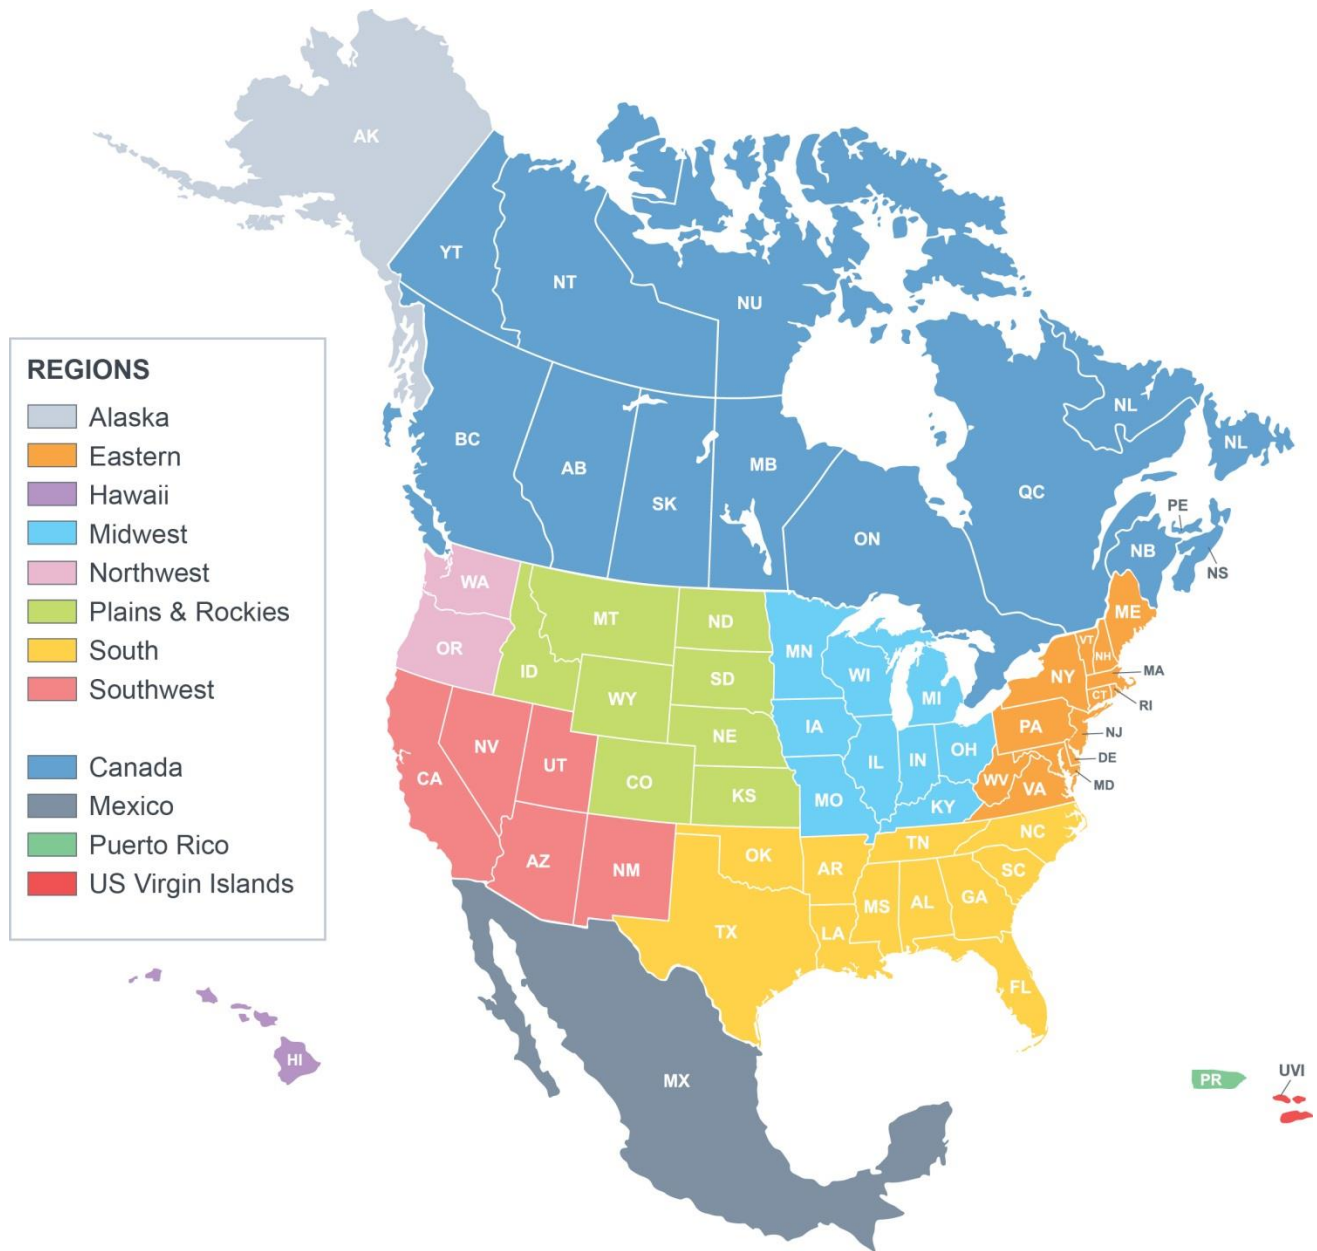 AK
YT
NT
NU
REGIONS
Alaska
Eastern
Hawaii
Midwest
Northwest
Plains & Rockies
South
Southwest
Canada
Mexico
Puerto Rico
US Virgin Islands
BC
AB
SK
MB
ON
QC
NL
NL
PE
NB
NS
WA
OR
MT
ID
WY
ND
SD
NE
CO
KS
MN
WI
MI
IA
IL
IN
OH
MO
KY
ME
VT
NH
NY
MA
CT
RI
PA
NJ
DE
MD
WV
VA
CA
NV
UT
AZ
NM
OK
TX
AR
LA
TN
NC
SC
MS
AL
GA
FL
HI
MX
PR
UVI